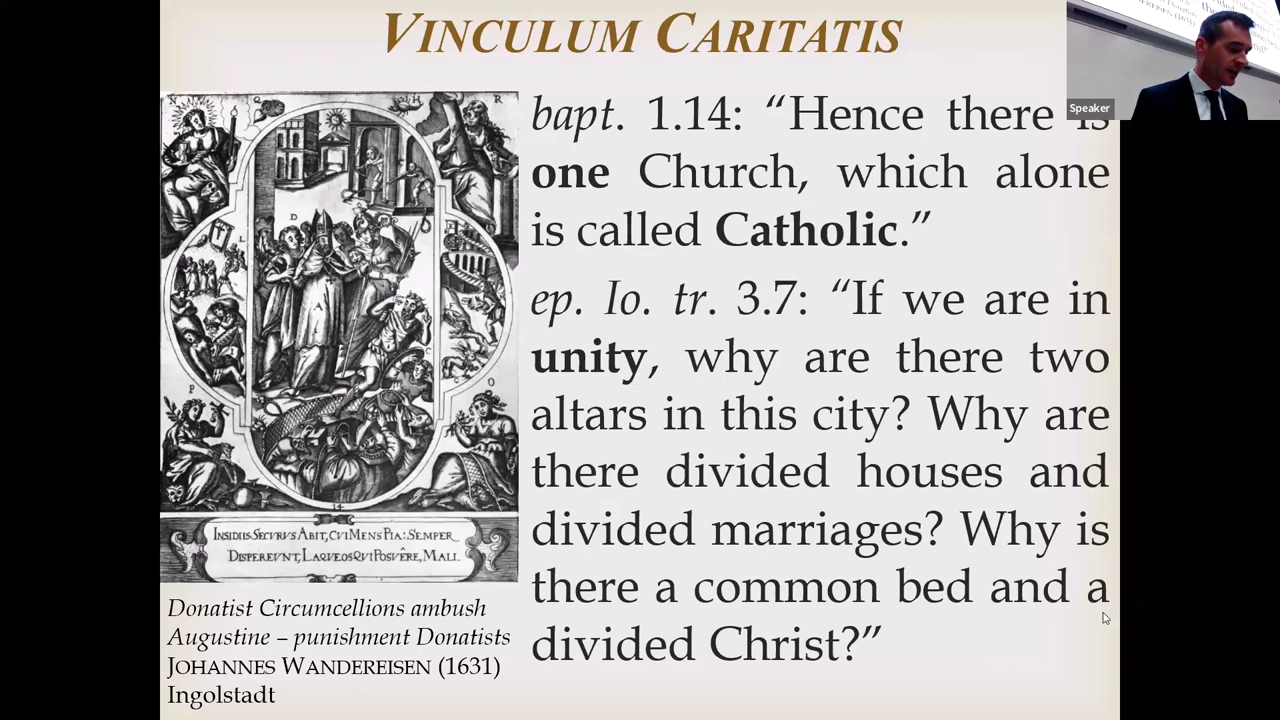 VINCULUM CARITATIS
Speaker
bapt. 1.14: “Hence there is
one Church, which alone
is called Catholic.”
ep. Io. tr. 3.7: “If we are in
unity, why are there two
altars in this city? Why are
there divided houses and
divided marriages? Why is
there a common bed and a
divided Christ?”
INSIDIIS SECVRVS ABIT, CVI MENS PIA: SEMPER
DISPEREVNT, LAQVEOS QVI POSVÊRE, MALI.
Donatist Circumcellions ambush
Augustine – punishment Donatists
JOHANNES WANDEREISEN (1631)
Ingolstadt